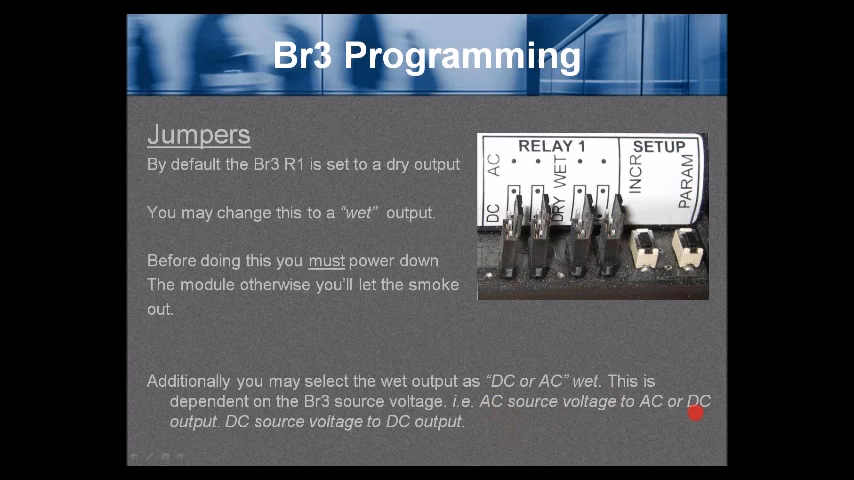 Br3 Programming
Jumpers
By default the Br3 R1 is set to a dry output
You may change this to a “wet” output.
Before doing this you must power down
The module otherwise you’ll let the smoke
out.
RELAY 1
SETUP
AC
DC
WET
DRY
INCR
PARAM
Additionally you may select the wet output as “DC or AC” wet. This is
dependent on the Br3 source voltage. i.e. AC source voltage to AC or DC
output. DC source voltage to DC output.